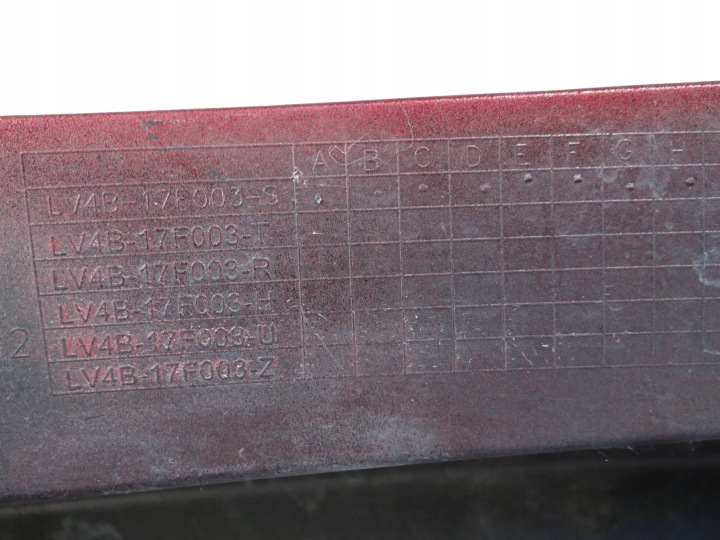 A B C D E F G H
LV4B-17F003-S
LV4B-17F003-T
LV4B-17F003-R
LV4B-17F003-H
2 LV4B-17F003-U
LV4B-17F003-Z